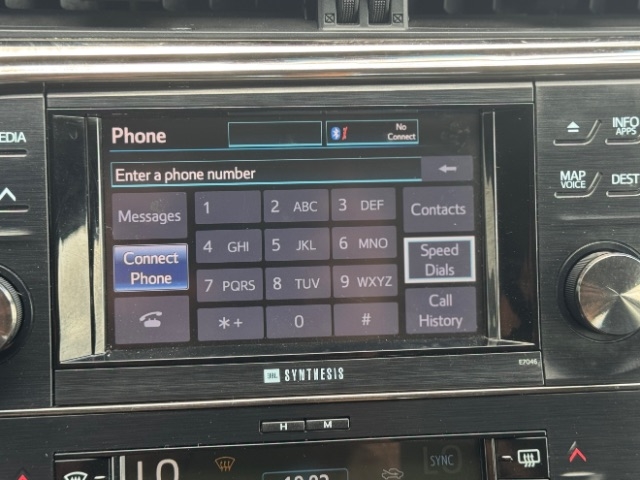 EDIA
INFO
APPS
MAP
VOICE
DEST
Phone
No
Connect
Enter a phone number
Messages
1
2 ABC
3 DEF
Contacts
Connect
Phone
4 GHI
5 JKL
6 MNO
Speed
Dials
7 PQRS
8 TUV
9 WXYZ
*+
0
#
Call
History
JBL SYNTHESIS
E7046
H
M
SYNC